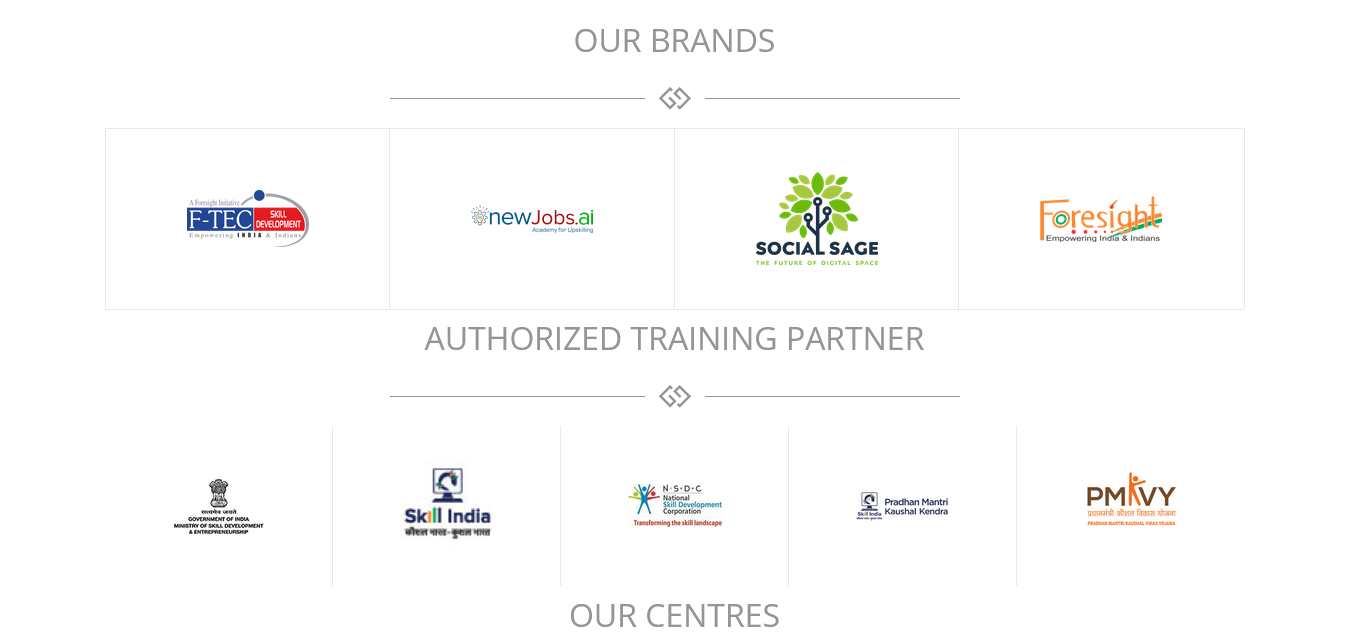 OUR BRANDS
A Foresight Initiative
F-TEC SKILL DEVELOPMENT
Empowering INDIA & Indians
newJobs.ai
Academy for Upskilling
SOCIAL SAGE
THE FUTURE OF DIGITAL SPACE
Foresight
Empowering India & Indians
AUTHORIZED TRAINING PARTNER
सत्यमेव जयते
GOVERNMENT OF INDIA
MINISTRY OF SKILL DEVELOPMENT
& ENTREPRENEURSHIP
Skill India
कौशल भारत-कुशल भारत
N·S·D·C
National
Skill Development
Corporation
Transforming the skill landscape
Skill India
Pradhan Mantri
Kaushal Kendra
PMKVY
प्रधानमंत्री कौशल विकास योजना
PRADHAN MANTRI KAUSHAL VIKAS YOJANA
OUR CENTRES